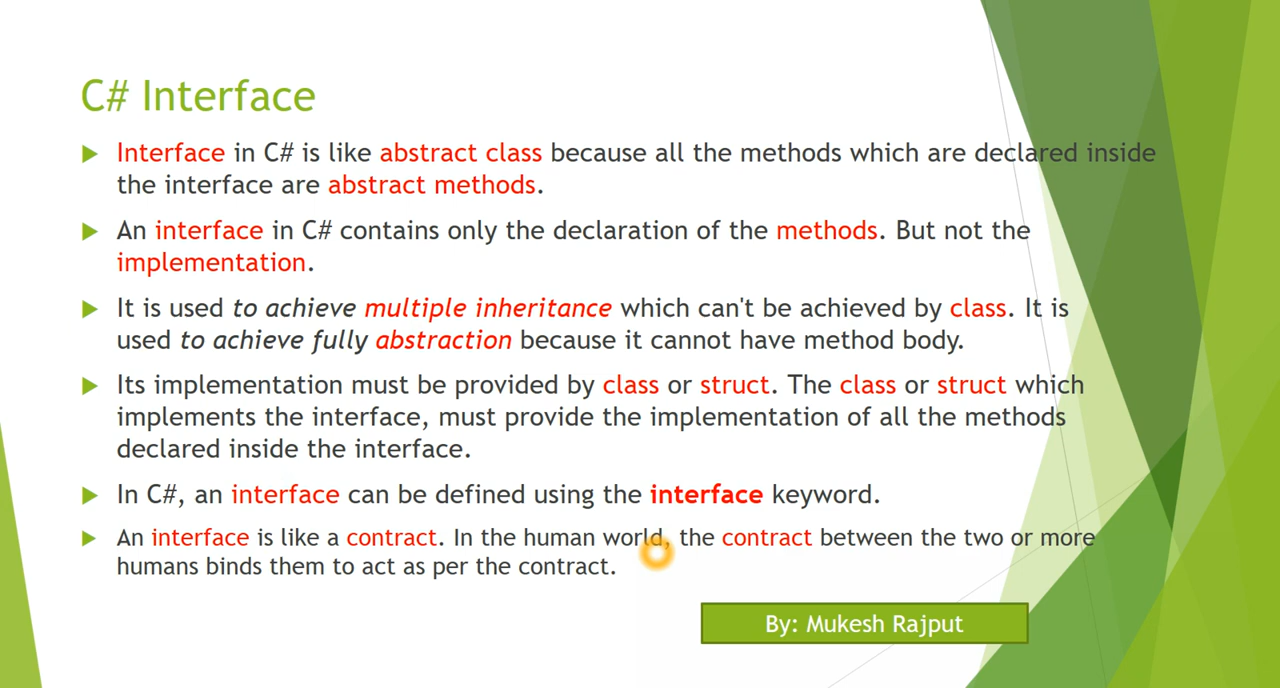 C# Interface
Interface in C# is like abstract class because all the methods which are declared inside
the interface are abstract methods.
An interface in C# contains only the declaration of the methods. But not the
implementation.
It is used to achieve multiple inheritance which can't be achieved by class. It is
used to achieve fully abstraction because it cannot have method body.
Its implementation must be provided by class or struct. The class or struct which
implements the interface, must provide the implementation of all the methods
declared inside the interface.
In C#, an interface can be defined using the interface keyword.
An interface is like a contract. In the human world, the contract between the two or more
humans binds them to act as per the contract.
By: Mukesh Rajput